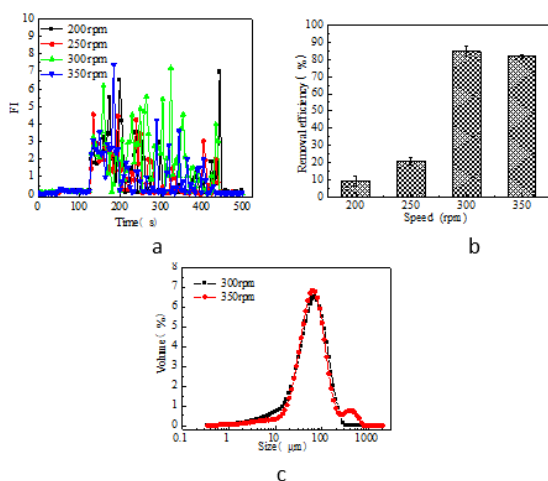 10
9
8
7
6
5
4
3
2
1
0
FI
200rpm
250rpm
300rpm
350rpm
0 100 200 300 400 500
Time( s)
a
100
90
80
70
60
50
40
30
20
10
0
Removal efficiency( %)
200 250 300 350
Speed (rpm)
b
8
7
6
5
4
3
2
1
0
Volume( %)
300rpm
350rpm
0.1 1 10 100 1000
Size( μm)
c